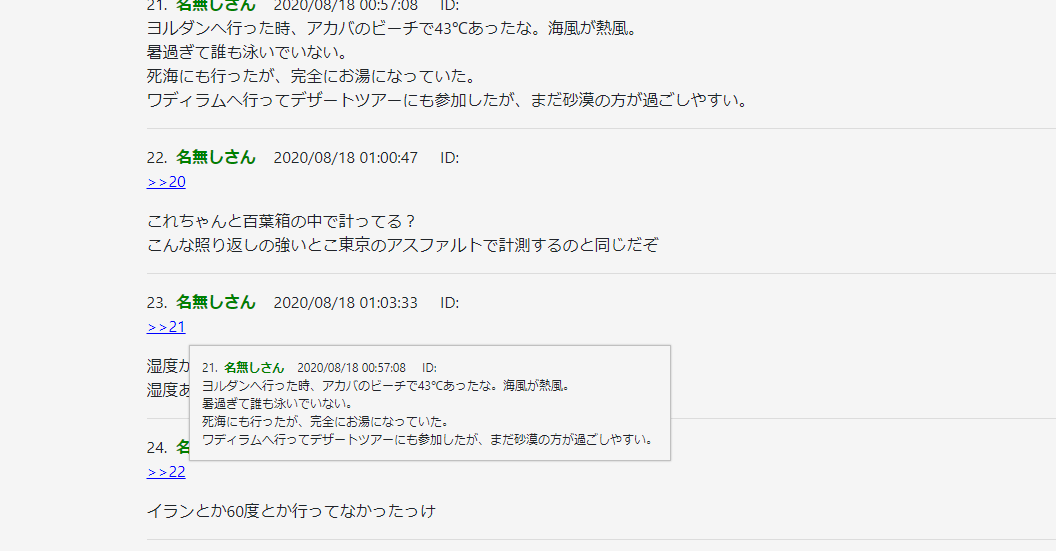 21. 名無しさん 2020/08/18 00:57:08 ID:
ヨルダンへ行った時、アカバのビーチで43℃あったな。海風が熱風。
暑過ぎて誰も泳いでいない。
死海にも行ったが、完全にお湯になっていた。
ワディラムへ行ってデザートツアーにも参加したが、まだ砂漠の方が過ごしやすい。
22. 名無しさん 2020/08/18 01:00:47 ID:
>>20
これちゃんと百葉箱の中で計ってる？
こんな照り返しの強いとこ東京のアスファルトで計測するのと同じだぞ
23. 名無しさん 2020/08/18 01:03:33 ID:
>>21
湿度が
湿度あ
21. 名無しさん 2020/08/18 00:57:08 ID:
ヨルダンへ行った時、アカバのビーチで43℃あったな。海風が熱風。
暑過ぎて誰も泳いでいない。
死海にも行ったが、完全にお湯になっていた。
ワディラムへ行ってデザートツアーにも参加したが、まだ砂漠の方が過ごしやすい。
24. 名
>>22
イランとか60度とか行ってなかったっけ